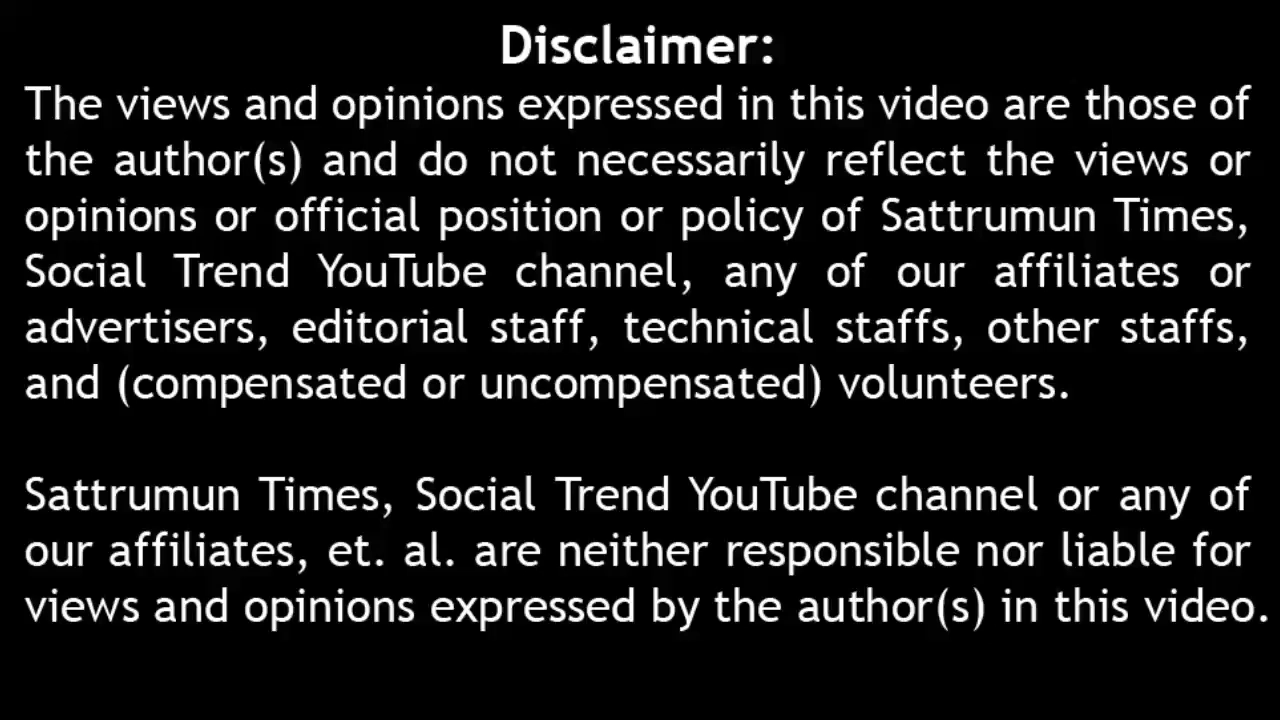 Disclaimer:
The views and opinions expressed in this video are those of
the author(s) and do not necessarily reflect the views or
opinions or official position or policy of Sattrumun Times,
Social Trend YouTube channel, any of our affiliates or
advertisers, editorial staff, technical staffs, other staffs,
and (compensated or uncompensated) volunteers.
Sattrumun Times, Social Trend YouTube channel or any of
our affiliates, et. al. are neither responsible nor liable for
views and opinions expressed by the author(s) in this video.